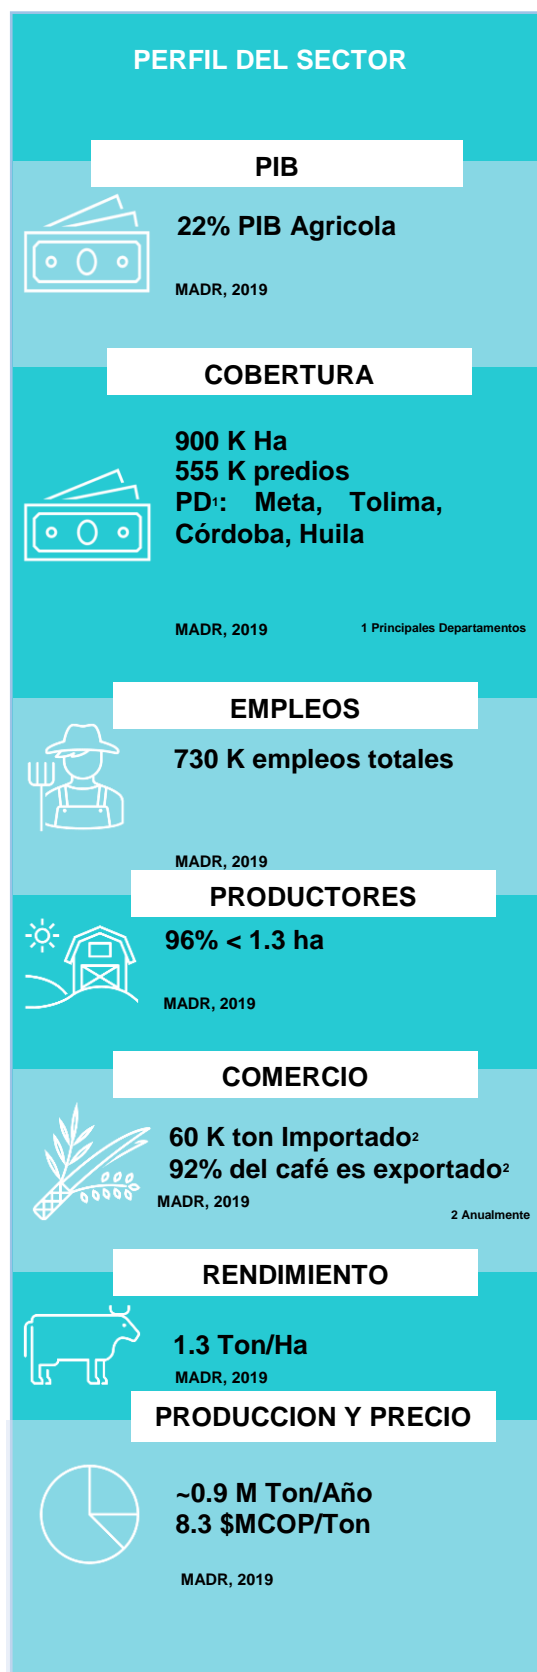 PERFIL DEL SECTOR
PIB
22% PIB Agricola
MADR, 2019
COBERTURA
900 K Ha
555 K predios
PD¹: Meta, Tolima,
Córdoba, Huila
MADR, 2019
1 Principales Departamentos
EMPLEOS
730 K empleos totales
MADR, 2019
PRODUCTORES
96% < 1.3 ha
MADR, 2019
COMERCIO
60 K ton Importado²
92% del café es exportado²
MADR, 2019
2 Anualmente
RENDIMIENTO
1.3 Ton/Ha
MADR, 2019
PRODUCCION Y PRECIO
~0.9 M Ton/Año
8.3 $MCOP/Ton
MADR, 2019